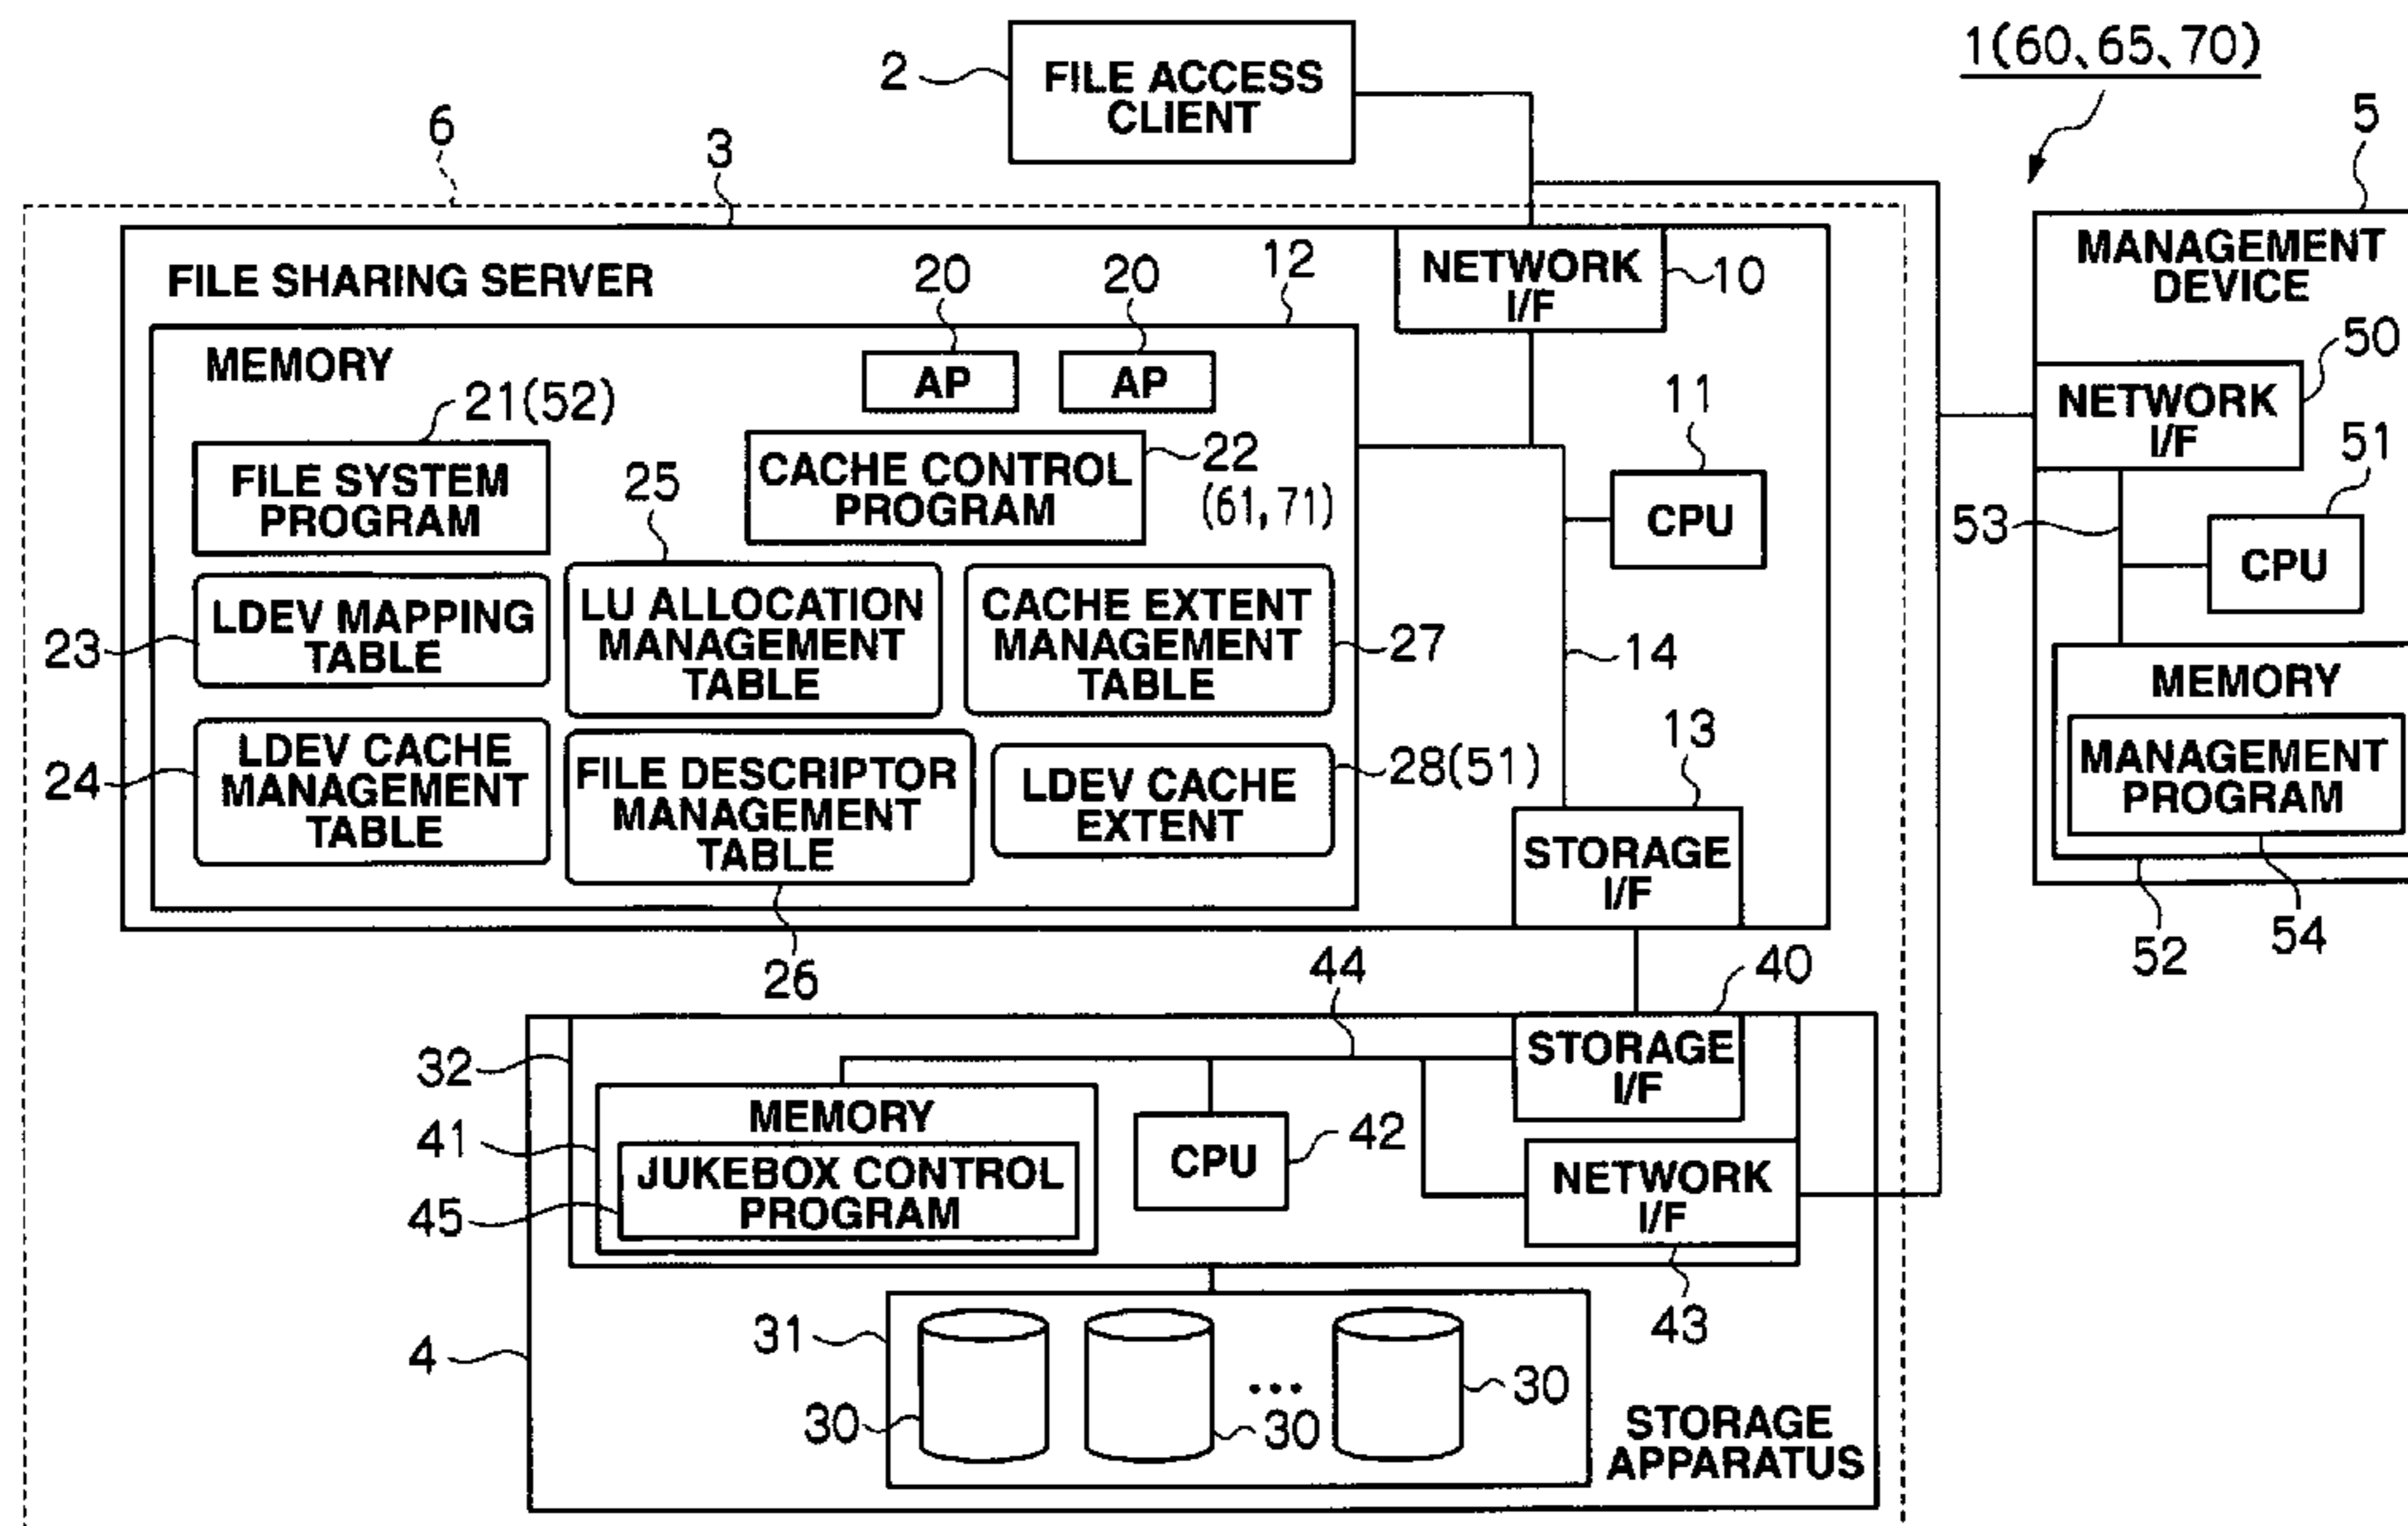 1(60、65、70)
2
FILE ACCESS
CLIENT
6
3
5
FILE SHARING SERVER
20
20
12
NETWORK
I/F
10
MANAGEMENT
DEVICE
MEMORY
AP
AP
21(52)
11
NETWORK
I/F
50
FILE SYSTEM
PROGRAM
25
CACHE CONTROL
PROGRAM
22
(61,71)
CPU
51
53
CPU
23
LDEV MAPPING
TABLE
LU ALLOCATION
MANAGEMENT
TABLE
CACHE EXTENT
MANAGEMENT
TABLE
27
14
MEMORY
MANAGEMENT
PROGRAM
24
LDEV CACHE
MANAGEMENT
TABLE
FILE DESCRIPTOR
MANAGEMENT
TABLE
LDEV CACHE
EXTENT
28(51)
13
STORAGE
I/F
52
54
26
44
40
32
STORAGE
I/F
41
MEMORY
JUKEBOX CONTROL
PROGRAM
45
CPU
42
NETWORK
I/F
43
31
4
30
30
...
30
STORAGE
APPARATUS